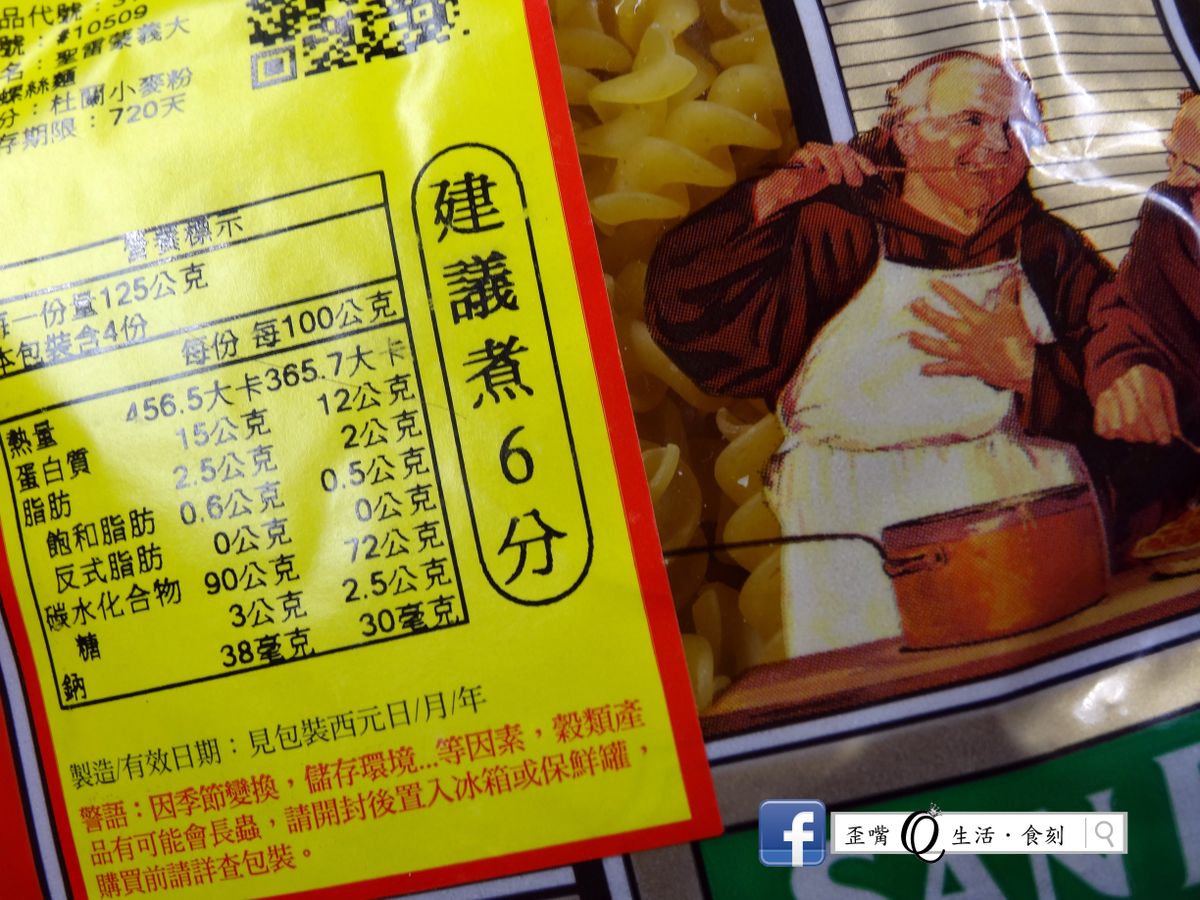 品代號：3
號：#10509
名：聖雷蒙義大
螺絲麵
分：杜蘭小麥粉
存期限：720天
營養標示
每一份量125公克
本包裝含4份
每份 每100公克
熱量 456.5大卡 365.7大卡
蛋白質 15公克 12公克
脂肪 2.5公克 2公克
飽和脂肪 0.6公克 0.5公克
反式脂肪 0公克 0公克
碳水化合物 90公克 72公克
糖 3公克 2.5公克
鈉 38毫克 30毫克
建議煮6分
製造/有效日期：見包裝西元日/月/年
警語：因季節變換，儲存環境...等因素，穀類產
品有可能會長蟲，請開封後置入冰箱或保鮮罐，
購買前請詳查包裝。
SAN
f 歪嘴 Q 生活·食刻